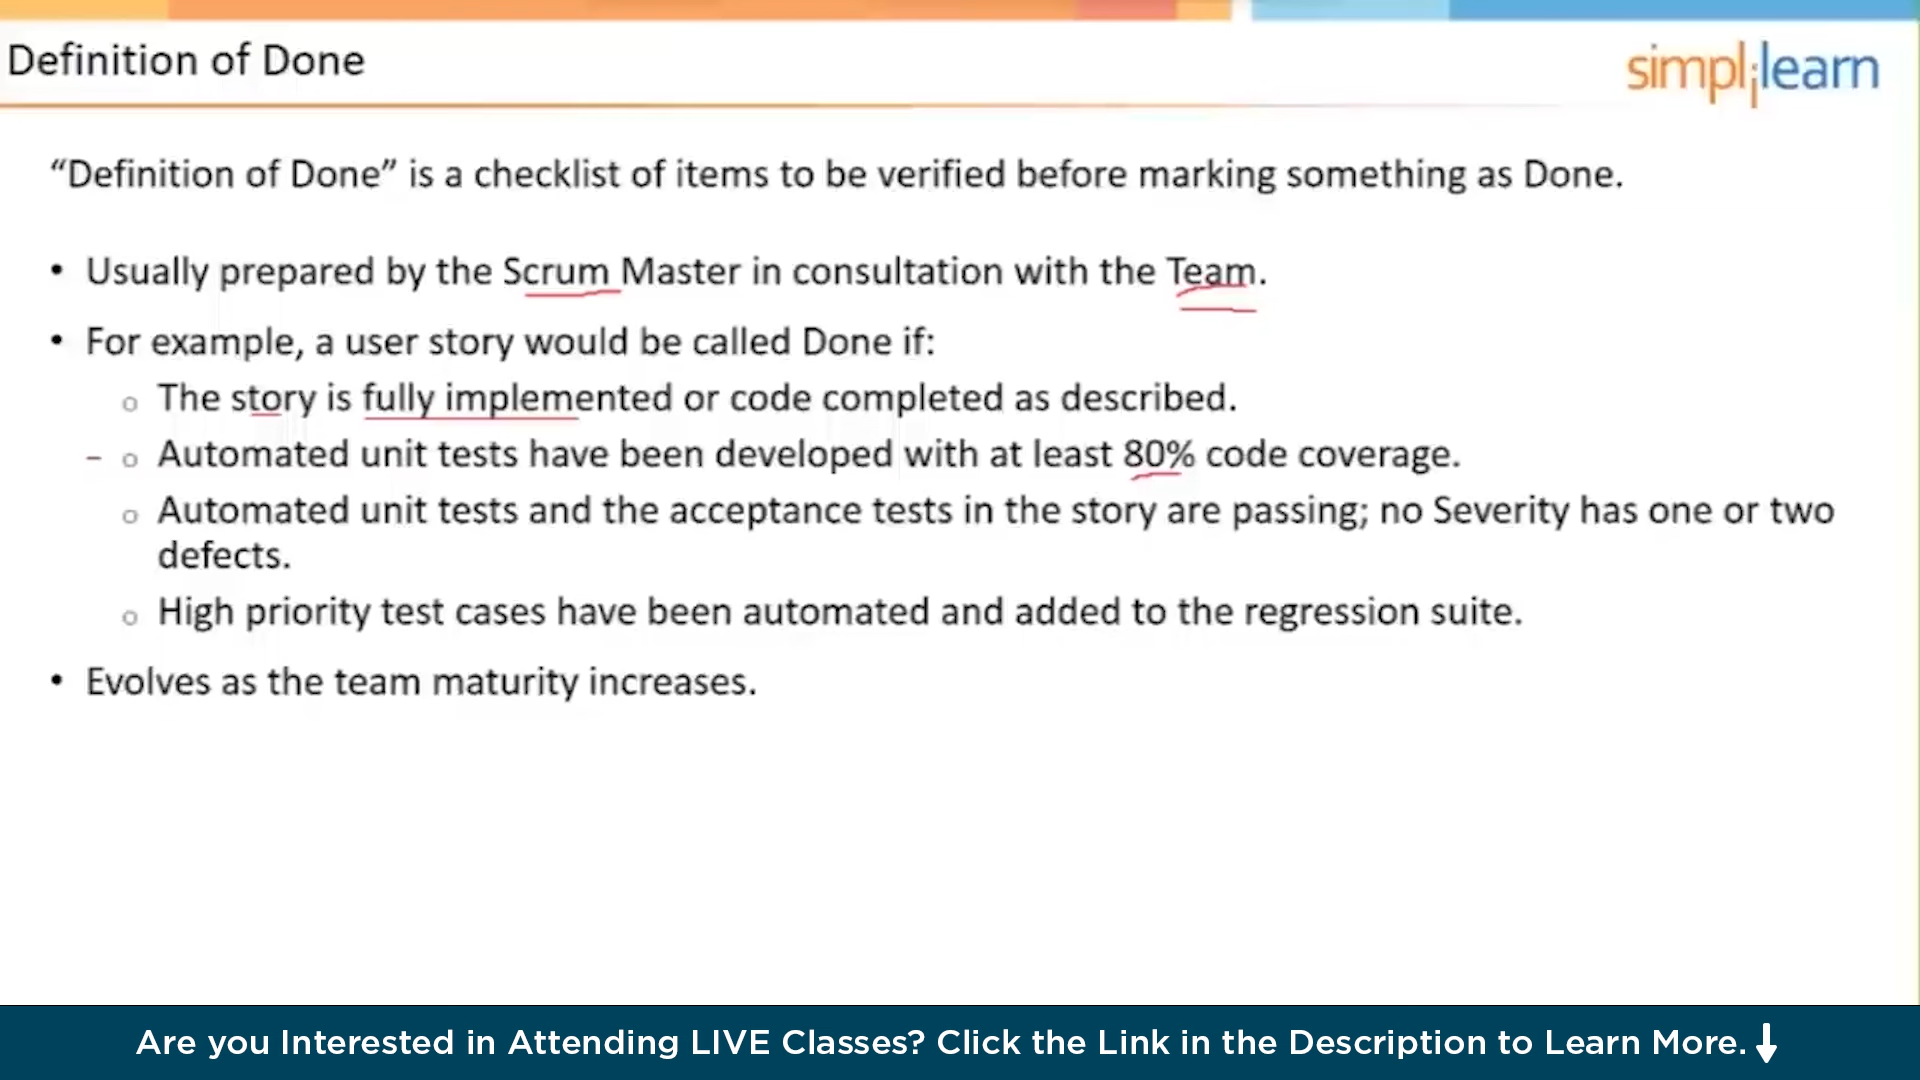 Definition of Done
simplilearn
“Definition of Done” is a checklist of items to be verified before marking something as Done.
• Usually prepared by the Scrum Master in consultation with the Team.
• For example, a user story would be called Done if:
o The story is fully implemented or code completed as described.
o Automated unit tests have been developed with at least 80% code coverage.
o Automated unit tests and the acceptance tests in the story are passing; no Severity has one or two
defects.
o High priority test cases have been automated and added to the regression suite.
• Evolves as the team maturity increases.
Are you Interested in Attending LIVE Classes? Click the Link in the Description to Learn More.